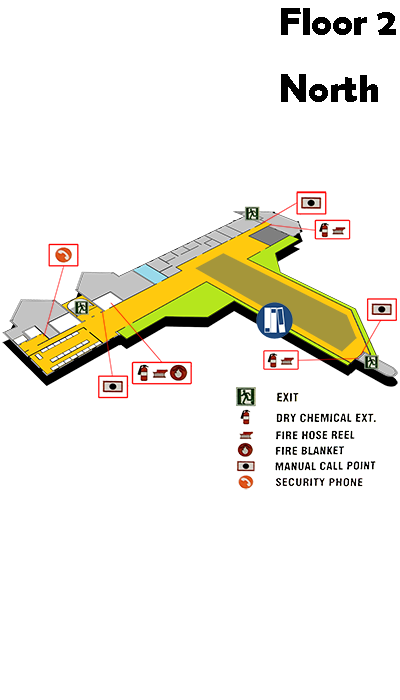 Floor 2
North
EXIT
DRY CHEMICAL EXT.
FIRE HOSE REEL
FIRE BLANKET
MANUAL CALL POINT
SECURITY PHONE